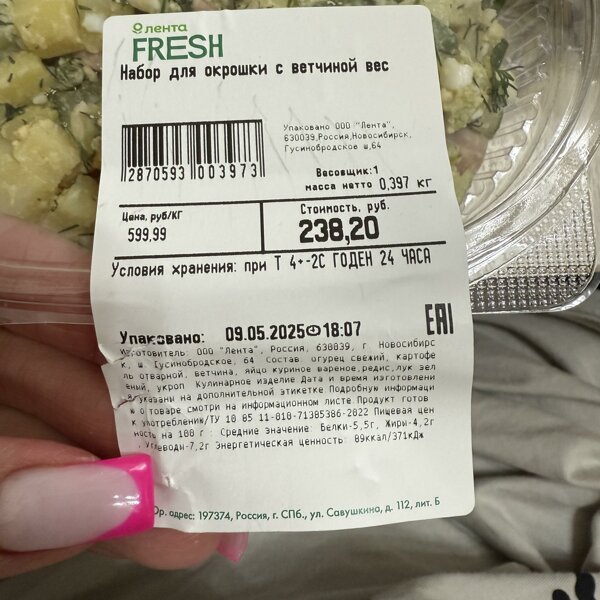 лента
FRESH
Набор для окрошки с ветчиной вес
Упаковано ООО "Лента",
630039,Россия,Новосибирск,
Гусинобродское ш,64
2870593 003973
Весовщик:1
масса нетто 0,397 кг
Цена, руб/КГ
599,99
Стоимость, руб.
238,20
Условия хранения: при Т 4+-2С ГОДЕН 24 ЧАСА
Упаковано: 09.05.2025 18:07
EAC
Изготовитель: ООО "Лента", Россия, 630039, г. Новосибирс
к, ш. Гусинобродское, 64 Состав огурец свежий, картофе
ль отварной, ветчина, яйцо куриное вареное,редис,лук зел
еный, укроп Кулинарное изделие Дата и время изготовлени
я указаны на дополнительной этикетке Подробную информаци
ю о товаре смотри на информационном листе Продукт готов
к употреблению/ТУ 10 85 11-010-71385386-2022 Пищевая цен
ность на 100 г: Средние значение: Белки-5,5г, Жиры-4,2г
, Углеводы-7,2г Энергетическая ценность: 89ккал/371кДж
Юр. адрес: 197374, Россия, г. СПб., ул. Савушкина, д. 112, лит. Б